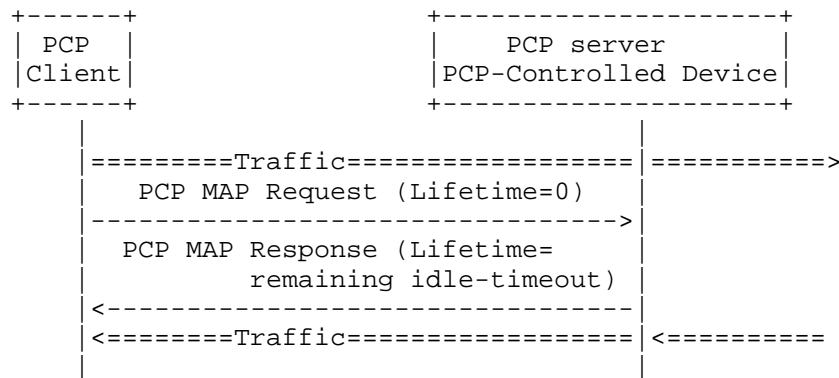 PCP PCP server
Client PCP-Controlled Device
Traffic
PCP MAP Request (Lifetime=0)
PCP MAP Response (Lifetime=
remaining idle-timeout)
Traffic